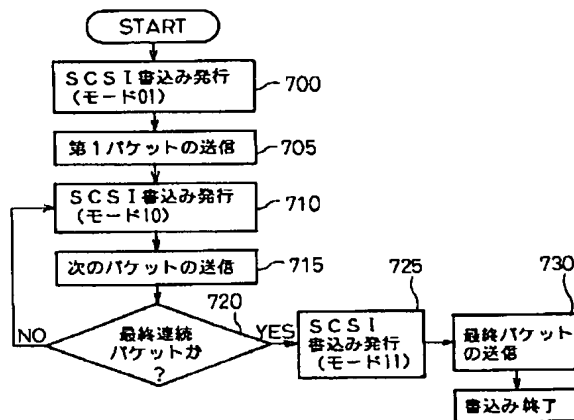 START
SCSI書込み発行
(モード01)
700
第1パケットの送信
705
SCSI書込み発行
(モード10)
710
次のパケットの送信
715
720
最終連続
パケットか
?
NO
YES
725
SCSI
書込み発行
(モード11)
730
最終パケット
の送信
書込み終了